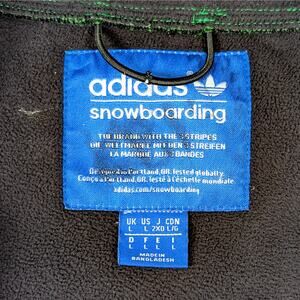 adidas
snowboarding
THE BRAND WITH THE 3 STRIPES
DIE WELTMARKE MIT DEN 3 STREIFEN
LA MARQUE AUX 3 BANDES
Designed in Portland, OR. tested globally.
Conçu à Portland, OR. testé à l'échelle mondiale
adidas.com/snowboarding
UK US J CDN
L L 2XO L/G
D F E I
L L L L
MADE IN
BANGLADESH